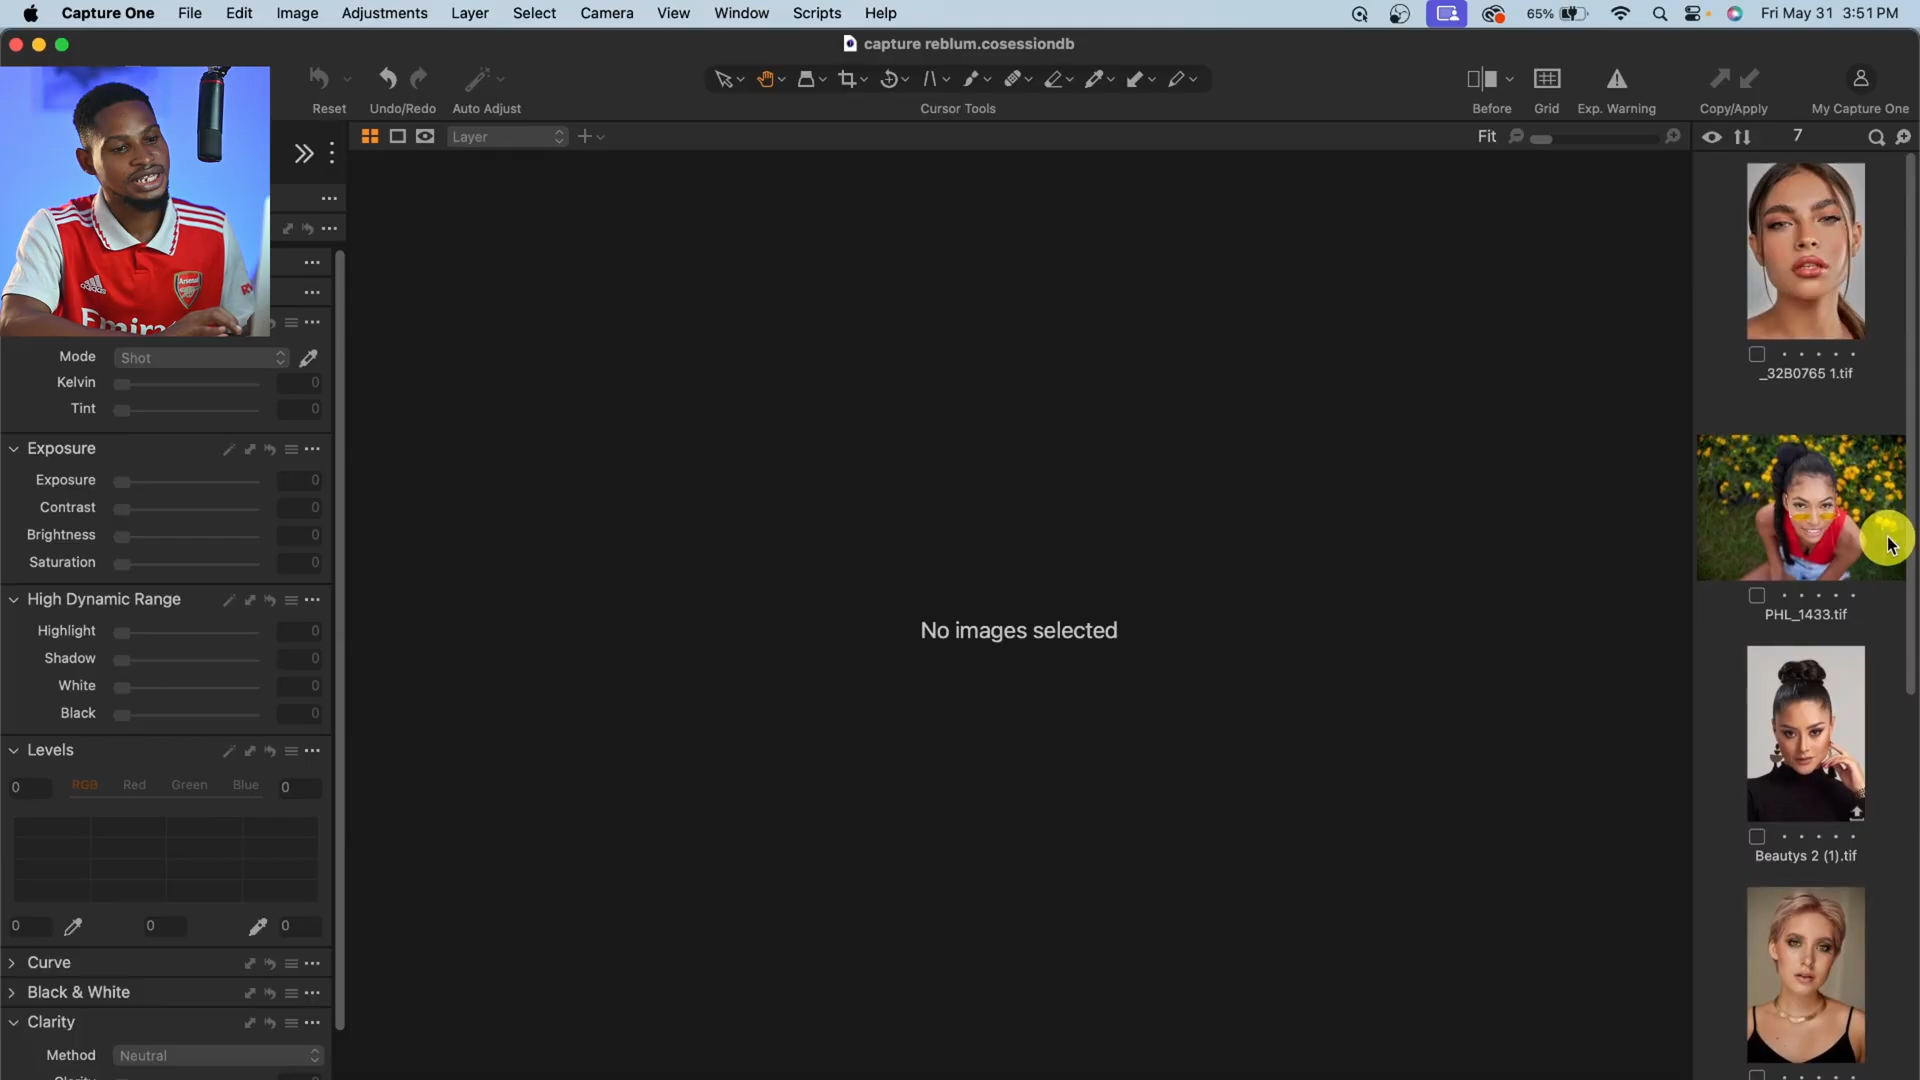 Capture One File Edit Image Adjustments Layer Select Camera View Window Scripts Help 65% Fri May 31 3:51 PM
capture reblum.cosessiondb
Reset Undo/Redo Auto Adjust Cursor Tools Before Grid Exp. Warning Copy/Apply My Capture One
Layer Fit 7
adidas
Arsenal
Emira
Mode Shot
Kelvin 0
Tint 0
Exposure
Exposure 0
Contrast 0
Brightness 0
Saturation 0
High Dynamic Range
Highlight 0
Shadow 0
White 0
Black 0
Levels
0 RGB Red Green Blue 0
0 0 0
Curve
Black & White
Clarity
Method Neutral
No images selected
_32B0765 1.tif
PHL_1433.tif
Beautys 2 (1).tif